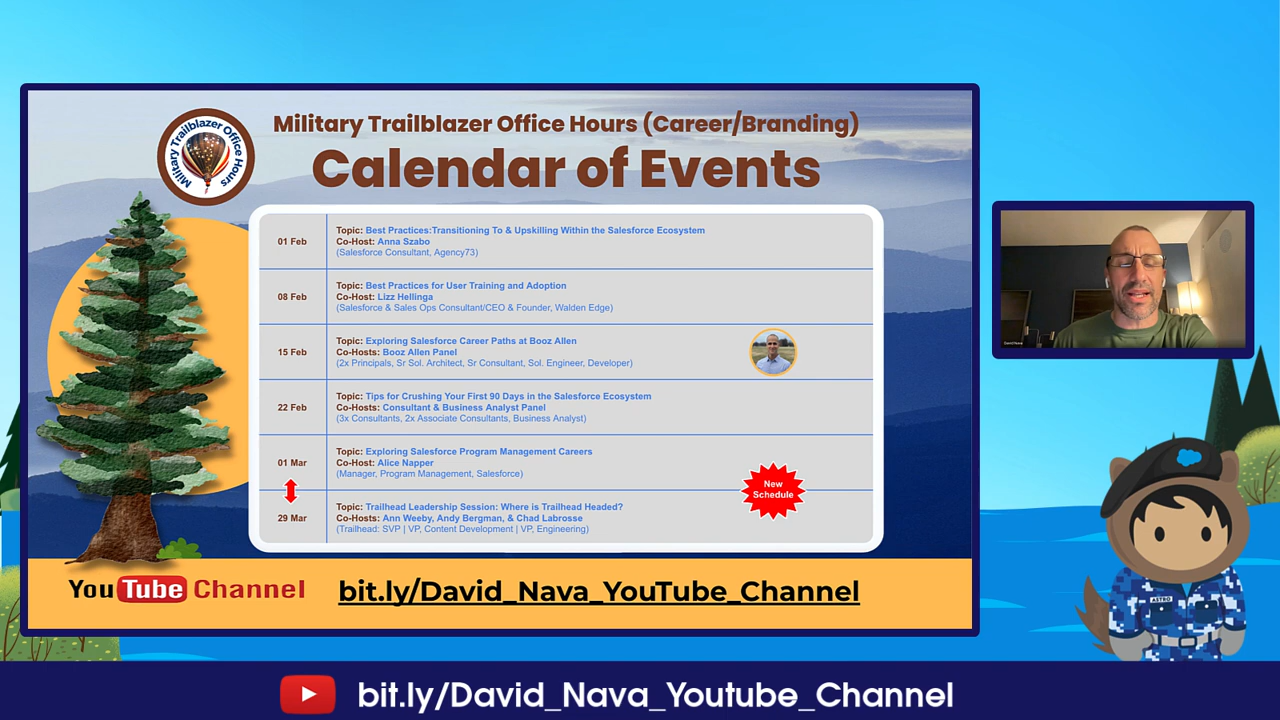 Military Trailblazer Office Hours
Military Trailblazer Office Hours (Career/Branding)
Calendar of Events
01 Feb
Topic: Best Practices:Transitioning To & Upskilling Within the Salesforce Ecosystem
Co-Host: Anna Szabo
(Salesforce Consultant, Agency73)
08 Feb
Topic: Best Practices for User Training and Adoption
Co-Host: Lizz Hellinga
(Salesforce & Sales Ops Consultant/CEO & Founder, Walden Edge)
15 Feb
Topic: Exploring Salesforce Career Paths at Booz Allen
Co-Hosts: Booz Allen Panel
(2x Principals, Sr Sol. Architect, Sr Consultant, Sol. Engineer, Developer)
22 Feb
Topic: Tips for Crushing Your First 90 Days in the Salesforce Ecosystem
Co-Hosts: Consultant & Business Analyst Panel
(3x Consultants, 2x Associate Consultants, Business Analyst)
01 Mar
Topic: Exploring Salesforce Program Management Careers
Co-Host: Alice Napper
(Manager, Program Management, Salesforce)
New
Schedule
29 Mar
Topic: Trailhead Leadership Session: Where is Trailhead Headed?
Co-Hosts: Ann Weeby, Andy Bergman, & Chad Labrosse
(Trailhead: SVP | VP, Content Development | VP, Engineering)
YouTube Channel
bit.ly/David_Nava_YouTube_Channel
David Nava
ASTRO
bit.ly/David_Nava_Youtube_Channel